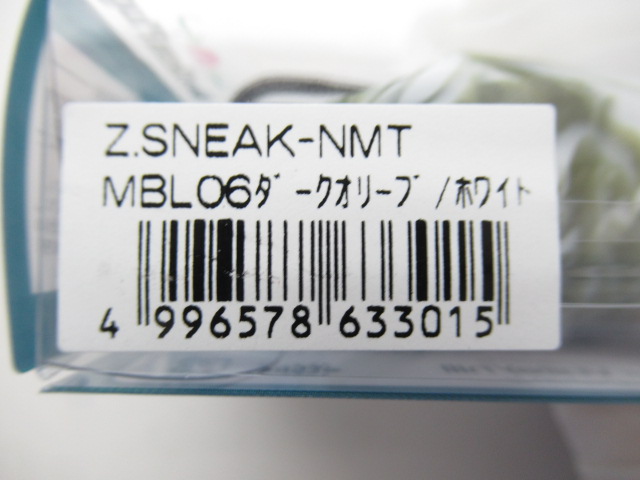 Z.SNEAK-NMT
MBL06ﾀﾞｰｸｵﾘｰﾌﾞ/ﾎﾜｲﾄ
4 996578 633015